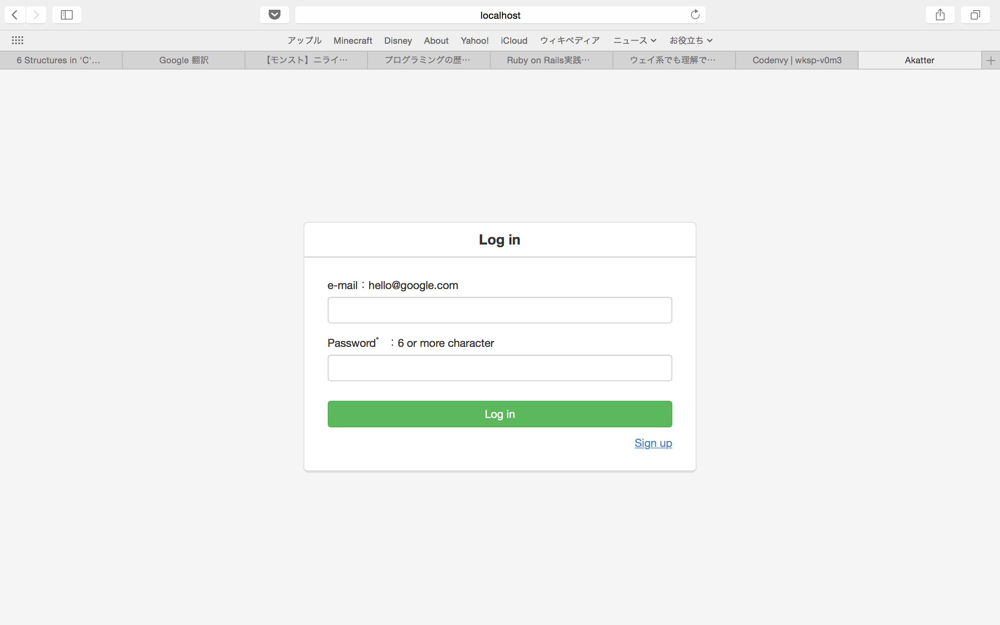 localhost
アップル Minecraft Disney About Yahoo! iCloud ウィキペディア ニュース お役立ち
6 Structures in 'C'… Google 翻訳 【モンスト】ニライ… プログラミングの歴… Ruby on Rails実践… ウェイ系でも理解で… Codenvy | wksp-v0m3 Akatter
Log in
e-mail：hello@google.com
Password゛：6 or more character
Log in
Sign up